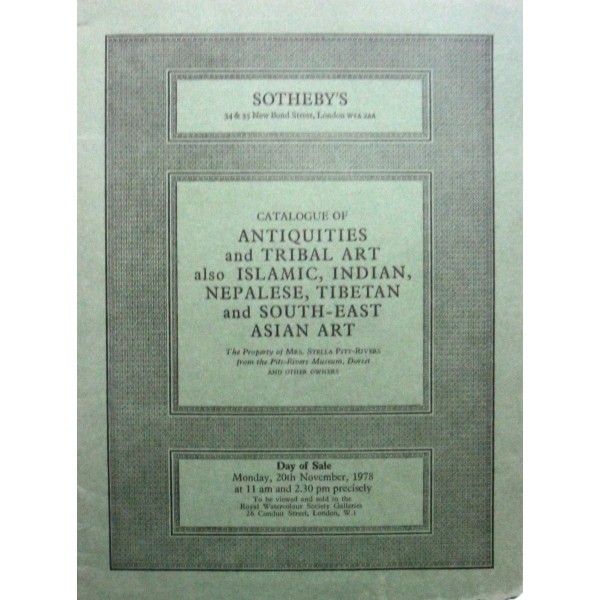 SOTHEBY'S
34 & 35 New Bond Street, London W1A 2AA
CATALOGUE OF
ANTIQUITIES
and TRIBAL ART
also ISLAMIC, INDIAN,
NEPALESE, TIBETAN
and SOUTH-EAST
ASIAN ART
The Property of MRS. STELLA PITT-RIVERS
from the Pitt-Rivers Museum, Dorset
AND OTHER OWNERS
Day of Sale
Monday, 20th November, 1978
at 11 am and 2.30 pm precisely
To be viewed and sold in the
Royal Watercolour Society Galleries
26 Conduit Street, London, W.1